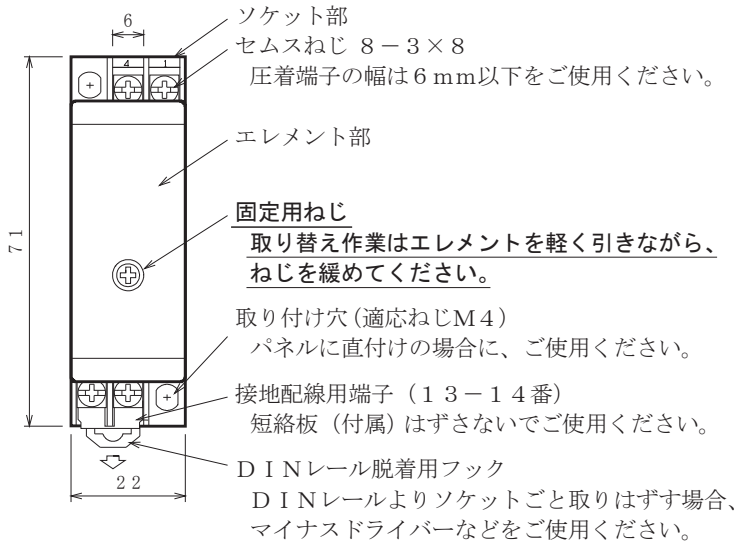 6
ソケット部
セムスねじ 8－3×8
圧着端子の幅は6mm以下をご使用ください。
4 1
エレメント部
71
固定用ねじ
取り替え作業はエレメントを軽く引きながら、
ねじを緩めてください。
取り付け穴(適応ねじM4)
パネルに直付けの場合に、ご使用ください。
接地配線用端子（13－14番）
短絡板（付属）はずさないでご使用ください。
DINレール脱着用フック
22
DINレールよりソケットごと取りはずす場合、
マイナスドライバーなどをご使用ください。